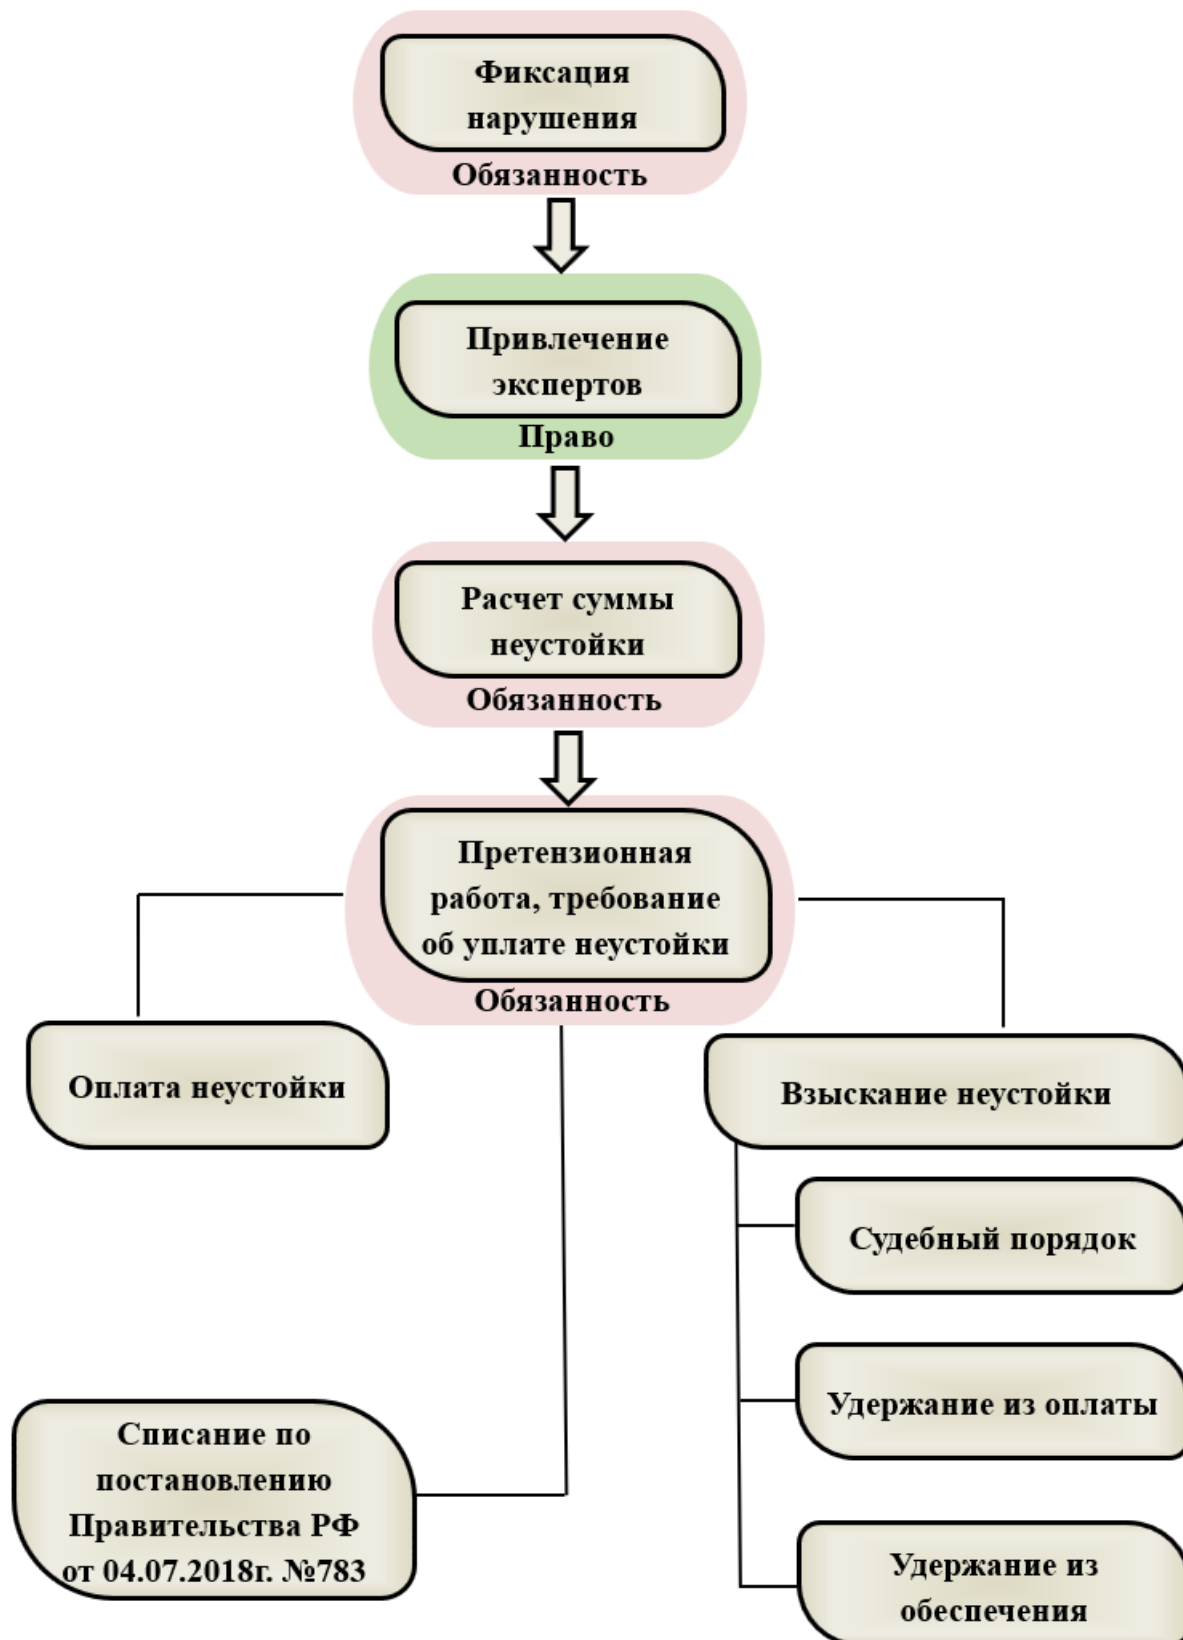 Фиксация
нарушения
Обязанность
Привлечение
экспертов
Право
Расчет суммы
неустойки
Обязанность
Претензионная
работа, требование
об уплате неустойки
Обязанность
Оплата неустойки
Взыскание неустойки
Судебный порядок
Удержание из оплаты
Списание по
постановлению
Правительства РФ
от 04.07.2018г. №783
Удержание из
обеспечения